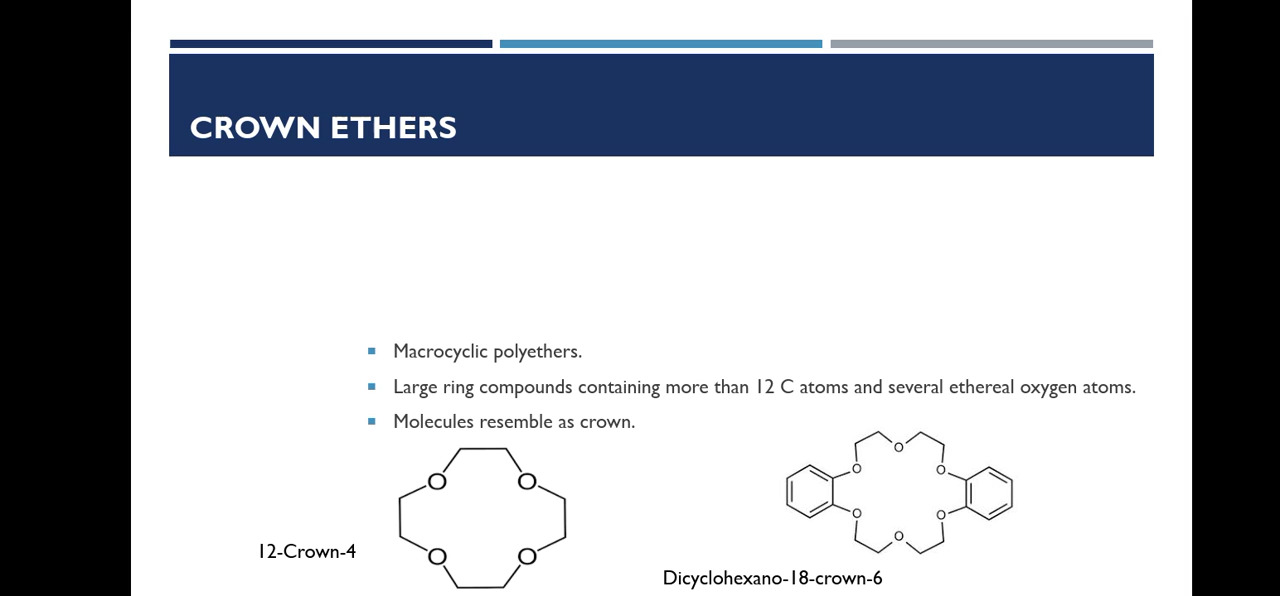 CROWN ETHERS
Macrocyclic polyethers.
Large ring compounds containing more than 12 C atoms and several ethereal oxygen atoms.
Molecules resemble as crown.
O O
O O
12-Crown-4
O
O O
O O
O
Dicyclohexano-18-crown-6